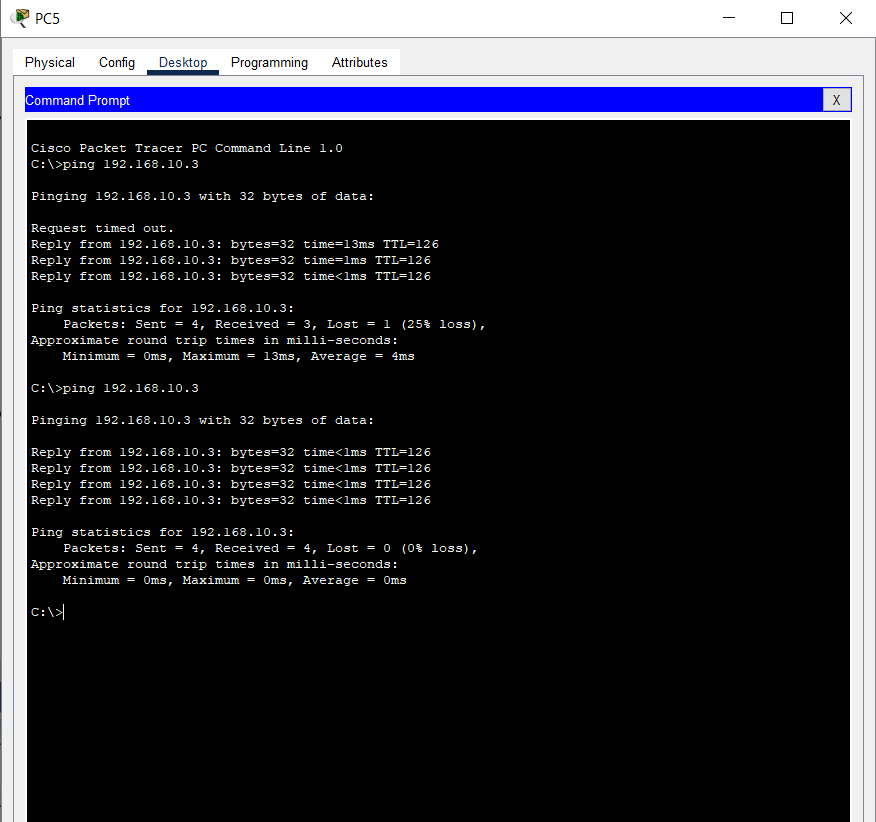 PC5
Physical Config Desktop Programming Attributes
Command Prompt X
Cisco Packet Tracer PC Command Line 1.0
C:\>ping 192.168.10.3
Pinging 192.168.10.3 with 32 bytes of data:
Request timed out.
Reply from 192.168.10.3: bytes=32 time=13ms TTL=126
Reply from 192.168.10.3: bytes=32 time=1ms TTL=126
Reply from 192.168.10.3: bytes=32 time<1ms TTL=126
Ping statistics for 192.168.10.3:
    Packets: Sent = 4, Received = 3, Lost = 1 (25% loss),
Approximate round trip times in milli-seconds:
    Minimum = 0ms, Maximum = 13ms, Average = 4ms
C:\>ping 192.168.10.3
Pinging 192.168.10.3 with 32 bytes of data:
Reply from 192.168.10.3: bytes=32 time<1ms TTL=126
Reply from 192.168.10.3: bytes=32 time<1ms TTL=126
Reply from 192.168.10.3: bytes=32 time<1ms TTL=126
Reply from 192.168.10.3: bytes=32 time<1ms TTL=126
Ping statistics for 192.168.10.3:
    Packets: Sent = 4, Received = 4, Lost = 0 (0% loss),
Approximate round trip times in milli-seconds:
    Minimum = 0ms, Maximum = 0ms, Average = 0ms
C:\>